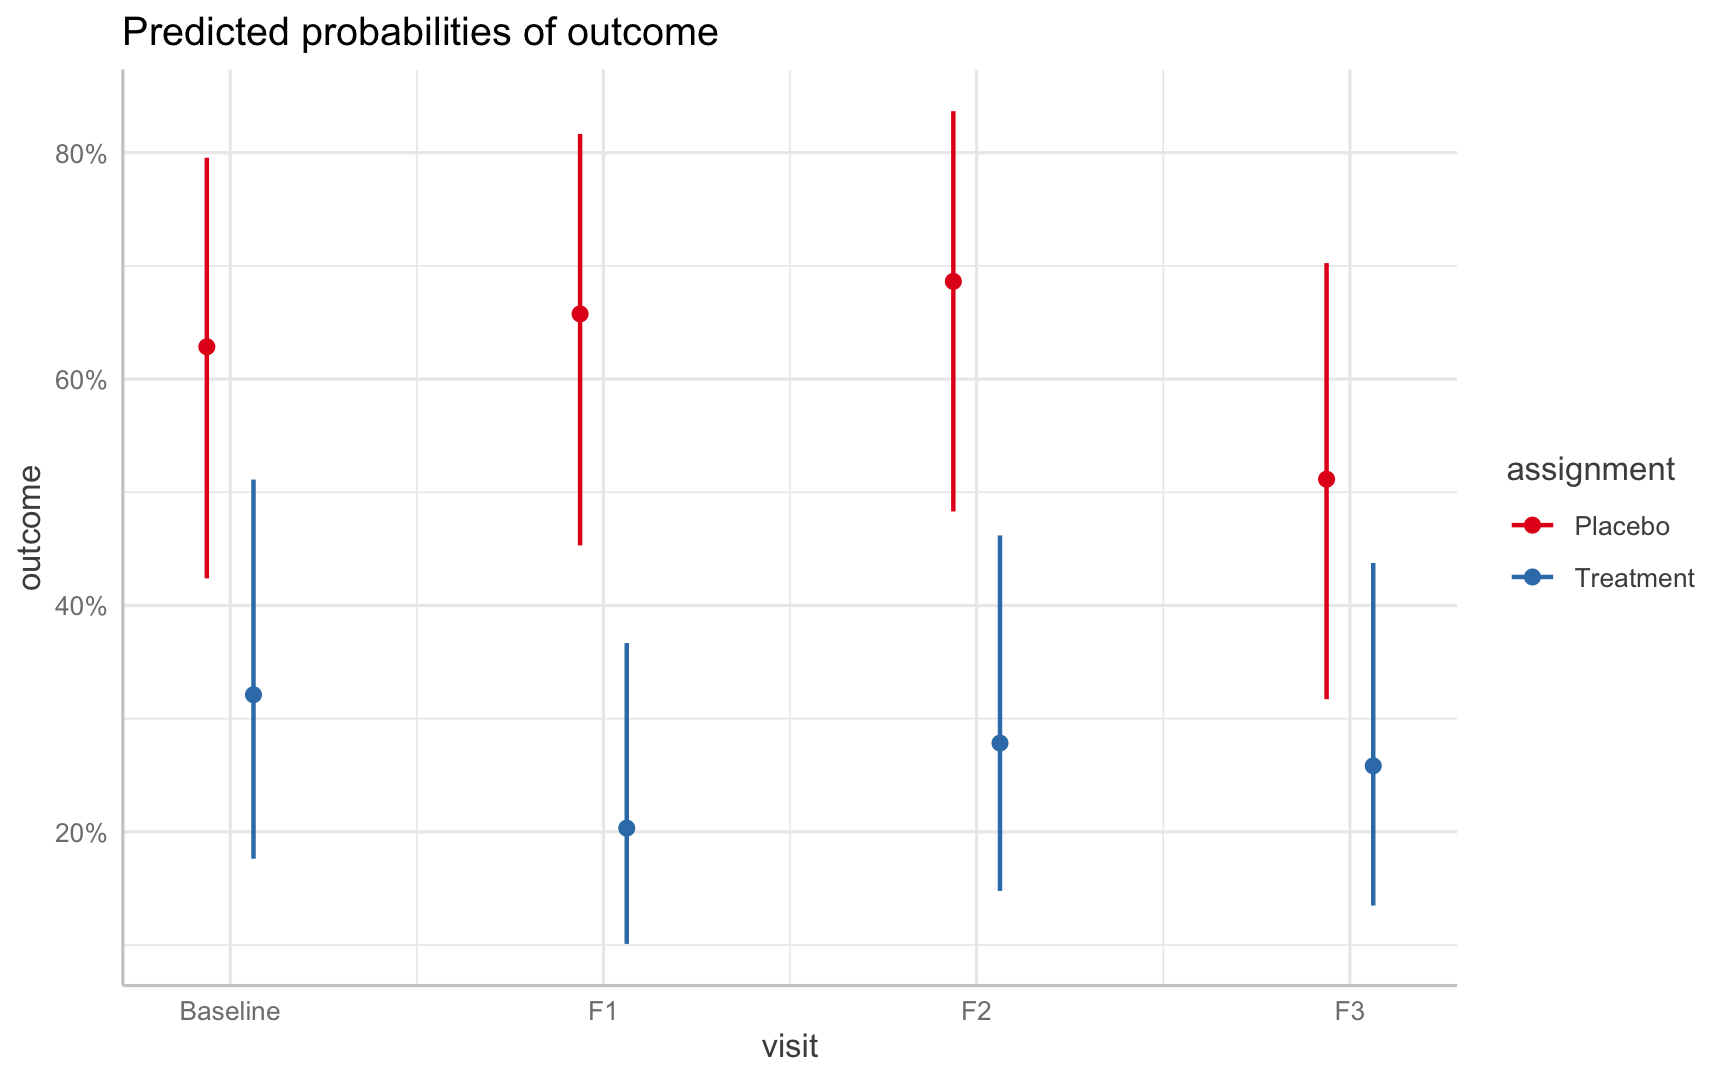 Predicted probabilities of outcome
80%
60%
40%
20%
outcome
Baseline
F1
F2
F3
visit
assignment
Placebo
Treatment